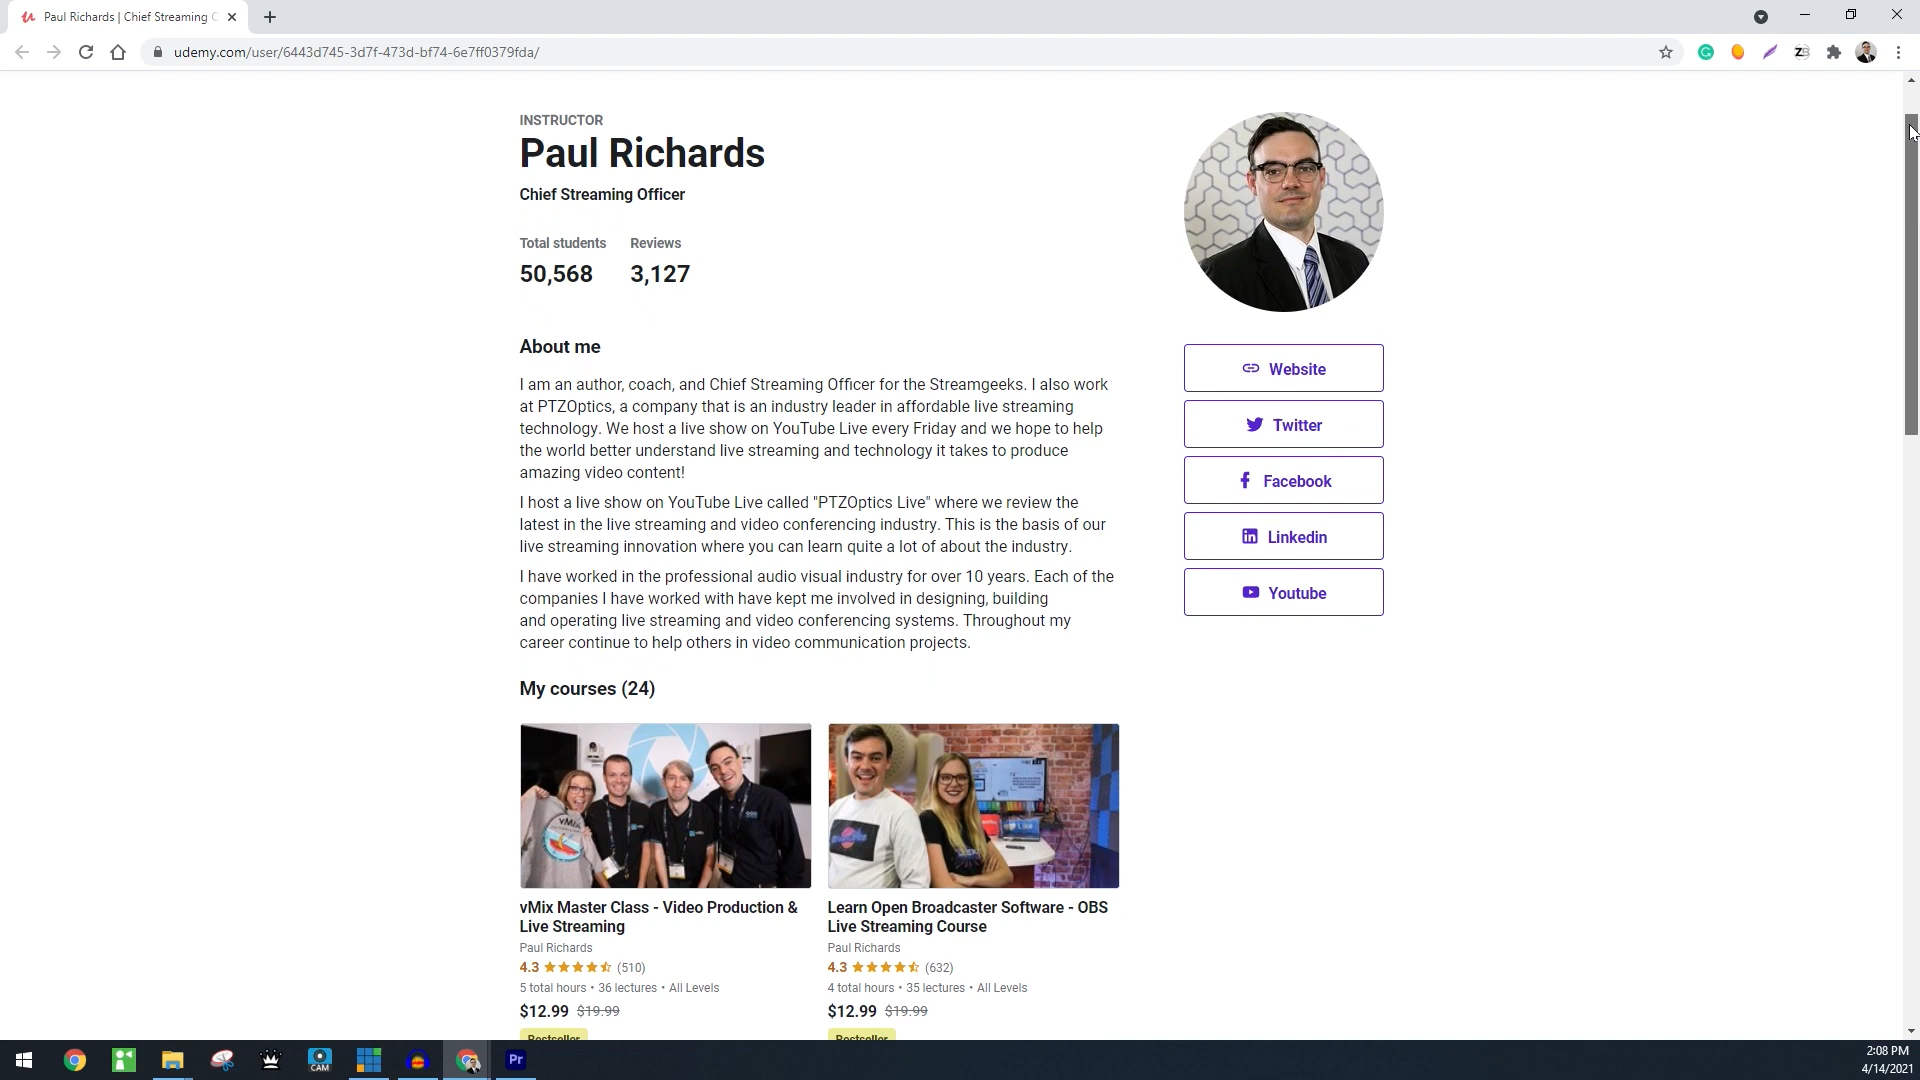 Paul Richards | Chief Streaming
udemy.com/user/6443d745-3d7f-473d-bf74-6e7ff0379fda/
INSTRUCTOR
Paul Richards
Chief Streaming Officer
Total students Reviews
50,568 3,127
About me
I am an author, coach, and Chief Streaming Officer for the Streamgeeks. I also work
at PTZOptics, a company that is an industry leader in affordable live streaming
technology. We host a live show on YouTube Live every Friday and we hope to help
the world better understand live streaming and technology it takes to produce
amazing video content!
I host a live show on YouTube Live called "PTZOptics Live" where we review the
latest in the live streaming and video conferencing industry. This is the basis of our
live streaming innovation where you can learn quite a lot of about the industry.
I have worked in the professional audio visual industry for over 10 years. Each of the
companies I have worked with have kept me involved in designing, building
and operating live streaming and video conferencing systems. Throughout my
career continue to help others in video communication projects.
Website
Twitter
Facebook
Linkedin
Youtube
My courses (24)
vMix Master Class - Video Production &
Live Streaming
Paul Richards
4.3 (510)
5 total hours • 36 lectures • All Levels
$12.99 $19.99
Bestseller
Learn Open Broadcaster Software - OBS
Live Streaming Course
Paul Richards
4.3 (632)
4 total hours • 35 lectures • All Levels
$12.99 $19.99
Bestseller
CAM
Pr
2:08 PM
4/14/2021